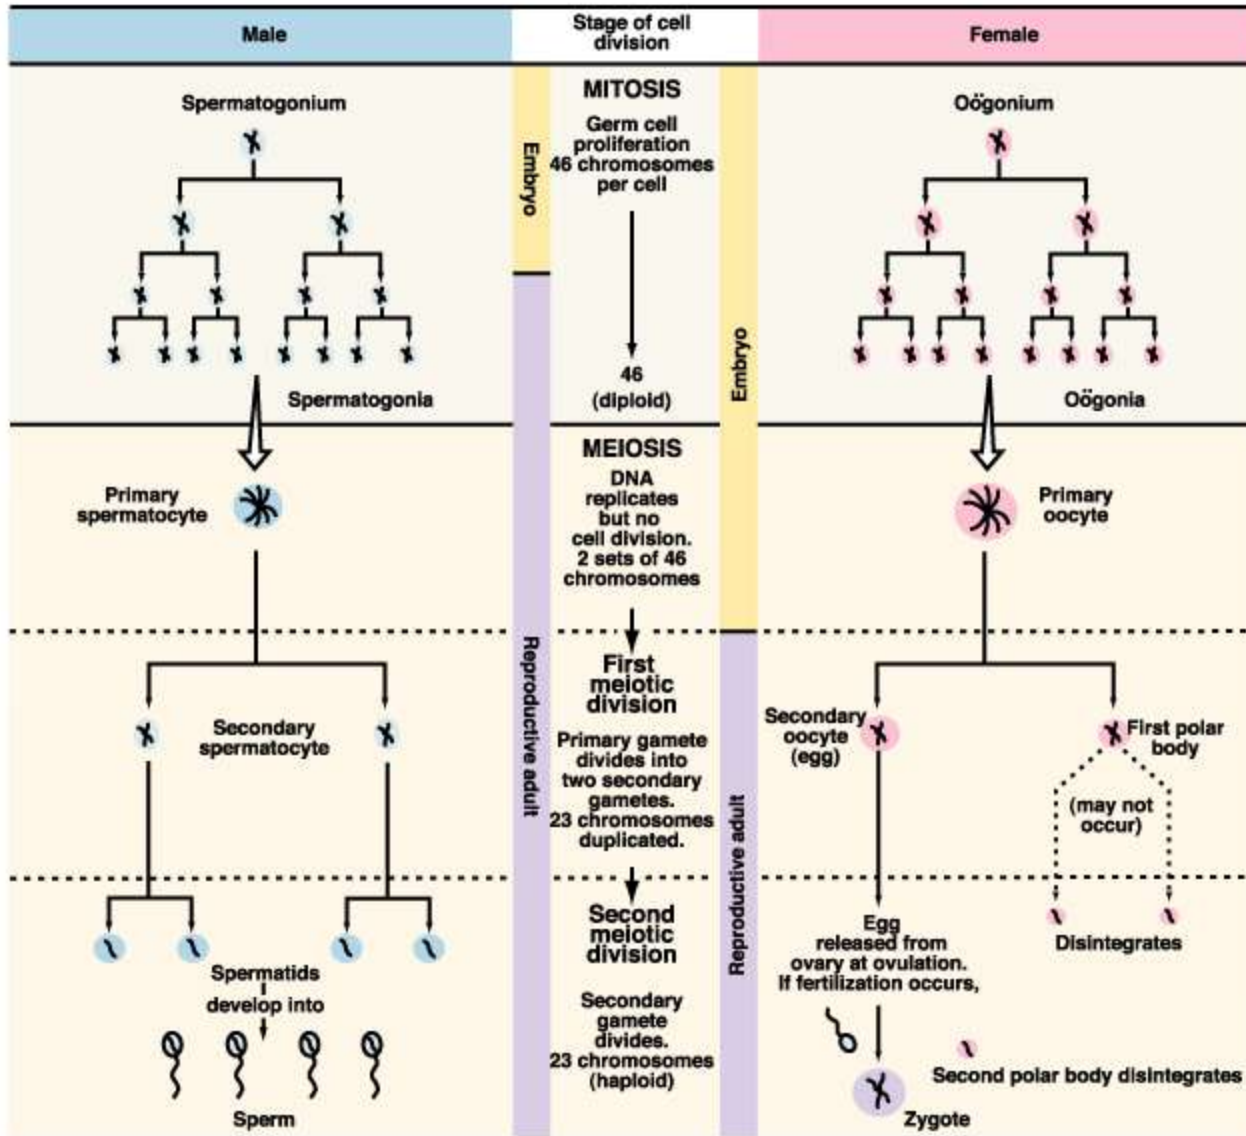 Male
Stage of cell
division
Female
Spermatogonium
MITOSIS
Germ cell
proliferation
46 chromosomes
per cell
Oögonium
Embryo
Embryo
46
(diploid)
Spermatogonia
Oögonia
MEIOSIS
DNA
replicates
but no
cell division.
2 sets of 46
chromosomes
Primary
spermatocyte
Primary
oocyte
Reproductive adult
Reproductive adult
First
meiotic
division
Primary gamete
divides into
two secondary
gametes.
23 chromosomes
duplicated.
Secondary
spermatocyte
Secondary
oocyte
(egg)
First polar
body
(may not
occur)
Second
meiotic
division
Secondary
gamete
divides.
23 chromosomes
(haploid)
Spermatids
develop into
Sperm
Egg
released from
ovary at ovulation.
If fertilization occurs,
Disintegrates
Second polar body disintegrates
Zygote